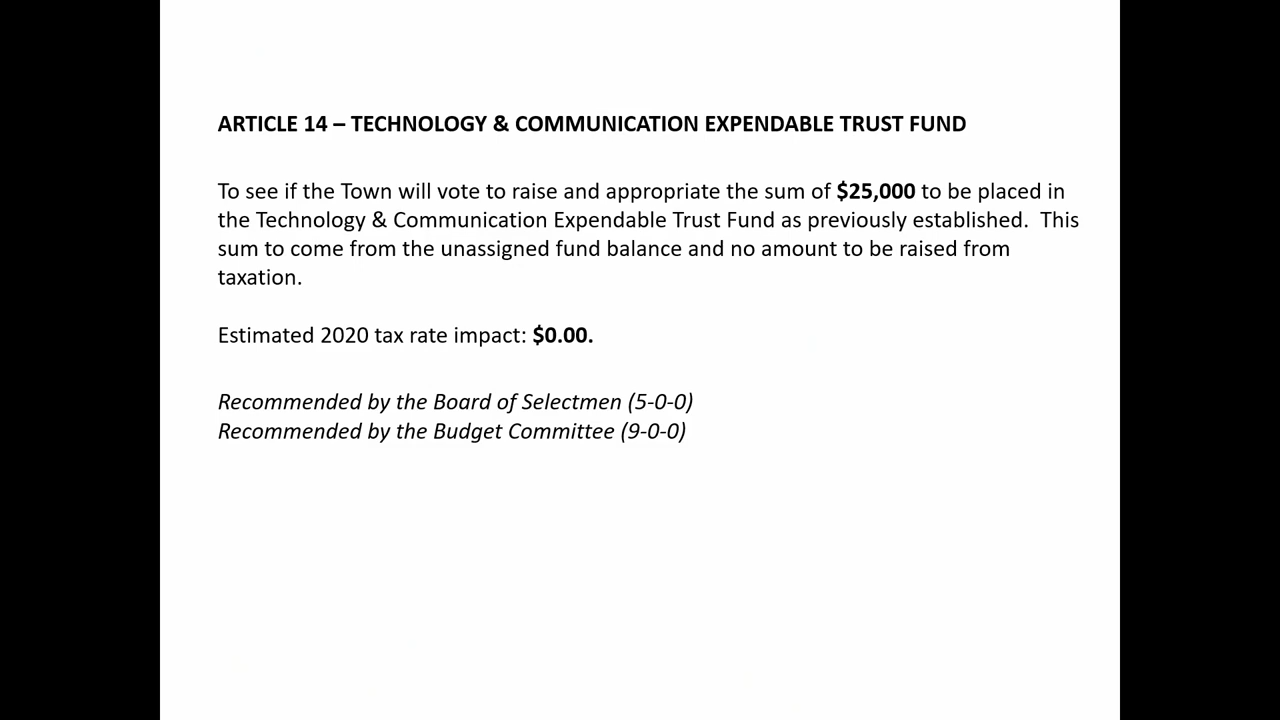 ARTICLE 14 – TECHNOLOGY & COMMUNICATION EXPENDABLE TRUST FUND
To see if the Town will vote to raise and appropriate the sum of $25,000 to be placed in
the Technology & Communication Expendable Trust Fund as previously established.  This
sum to come from the unassigned fund balance and no amount to be raised from
taxation.
Estimated 2020 tax rate impact: $0.00.
Recommended by the Board of Selectmen (5-0-0)
Recommended by the Budget Committee (9-0-0)